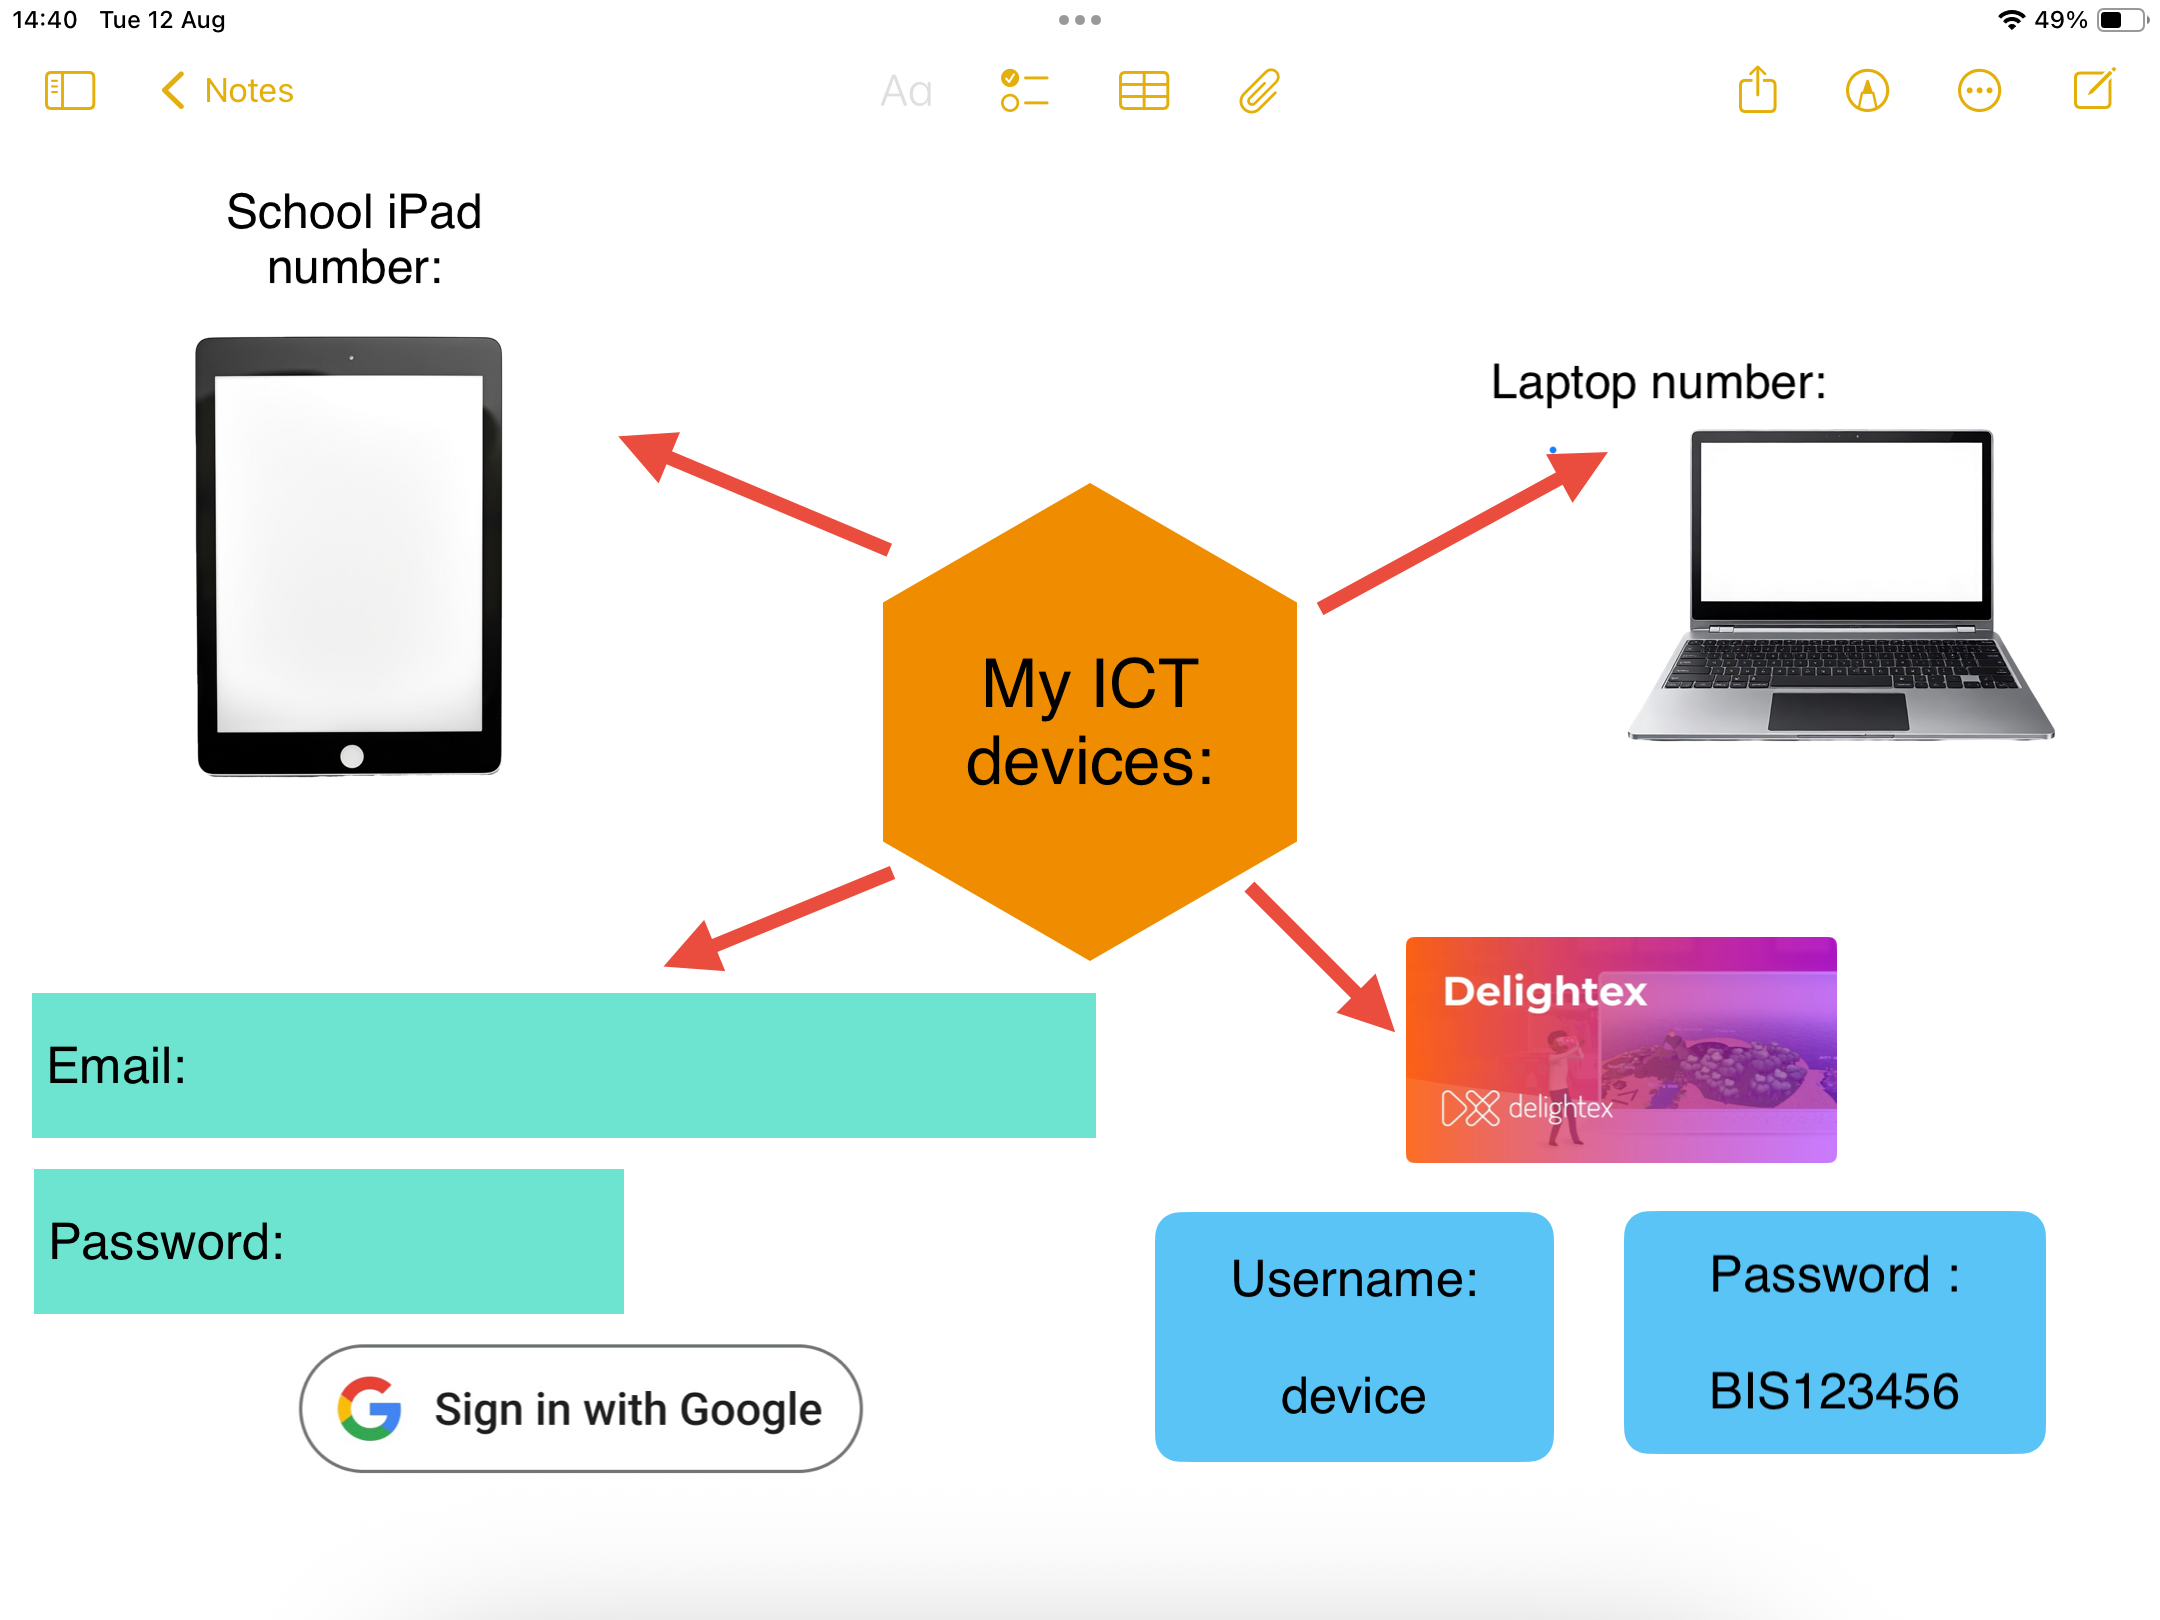 14:40 Tue 12 Aug
49%
Notes
Aa
School iPad
number:
Laptop number:
My ICT
devices:
Email:
Password:
Sign in with Google
Delightex
delightex
Username:
device
Password :
BIS123456